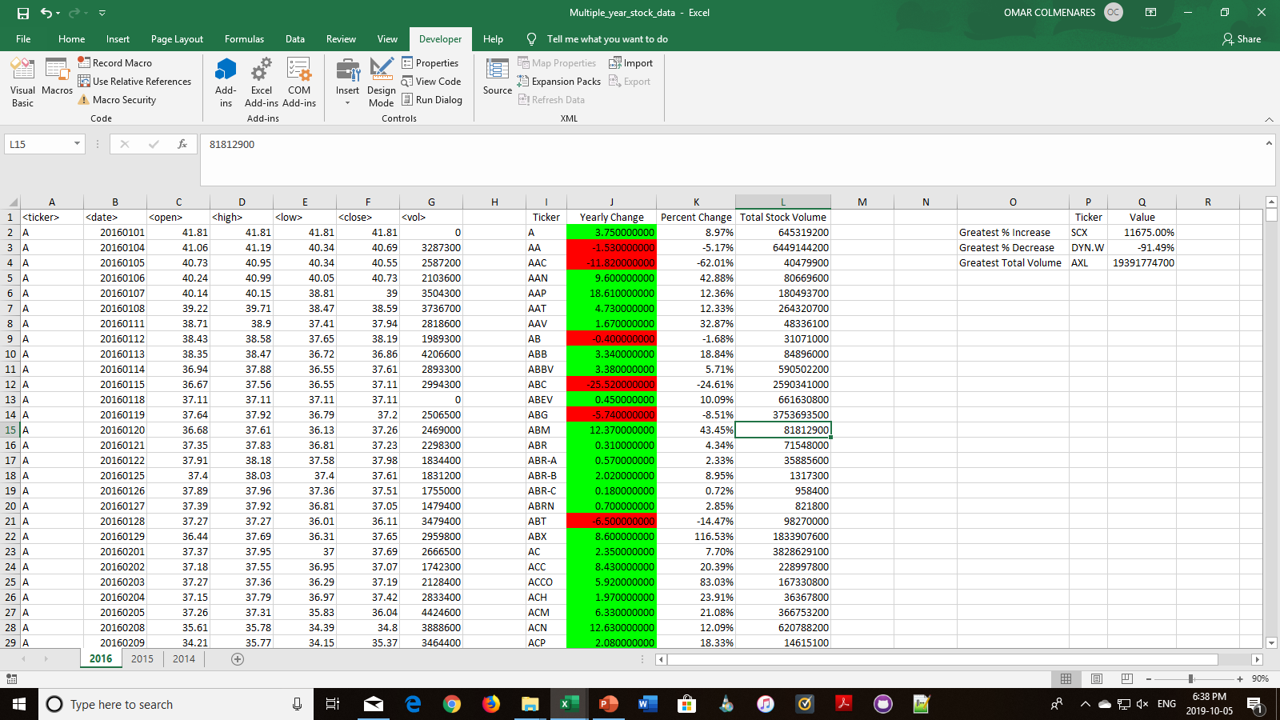 Multiple_year_stock_data - Excel
OMAR COLMENARES OC
File Home Insert Page Layout Formulas Data Review View Developer Help Tell me what you want to do Share
Visual Basic Macros Record Macro Use Relative References Macro Security Code
Add-ins Excel Add-ins COM Add-ins Add-ins
Insert Design Mode Properties View Code Run Dialog Controls
Source Map Properties Expansion Packs Refresh Data Import Export XML
L15 fx 81812900
A B C D E F G H I J K L M N O P Q R
1 <ticker> <date> <open> <high> <low> <close> <vol> Ticker Yearly Change Percent Change Total Stock Volume Ticker Value
2 A 20160101 41.81 41.81 41.81 41.81 0 A 3.750000000 8.97% 645319200 Greatest % Increase SCX 11675.00%
3 A 20160104 41.06 41.19 40.34 40.69 3287300 AA -1.530000000 -5.17% 6449144200 Greatest % Decrease DYN.W -91.49%
4 A 20160105 40.73 40.95 40.34 40.55 2587200 AAC -11.820000000 -62.01% 40479900 Greatest Total Volume AXL 19391774700
5 A 20160106 40.24 40.99 40.05 40.73 2103600 AAN 9.600000000 42.88% 80669600
6 A 20160107 40.14 40.15 38.81 39 3504300 AAP 18.610000000 12.36% 180493700
7 A 20160108 39.22 39.71 38.47 38.59 3736700 AAT 4.730000000 12.33% 264320700
8 A 20160111 38.71 38.9 37.41 37.94 2818600 AAV 1.670000000 32.87% 48336100
9 A 20160112 38.43 38.58 37.65 38.19 1989300 AB -0.400000000 -1.68% 31071000
10 A 20160113 38.35 38.47 36.72 36.86 4206600 ABB 3.340000000 18.84% 84896000
11 A 20160114 36.94 37.88 36.55 37.61 2893300 ABBV 3.380000000 5.71% 590502200
12 A 20160115 36.67 37.56 36.55 37.11 2994300 ABC -25.520000000 -24.61% 2590341000
13 A 20160118 37.11 37.11 37.11 37.11 0 ABEV 0.450000000 10.09% 661630800
14 A 20160119 37.64 37.92 36.79 37.2 2506500 ABG -5.740000000 -8.51% 3753693500
15 A 20160120 36.68 37.61 36.13 37.26 2469000 ABM 12.370000000 43.45% 81812900
16 A 20160121 37.35 37.83 36.81 37.23 2298300 ABR 0.310000000 4.34% 71548000
17 A 20160122 37.91 38.18 37.58 37.98 1834400 ABR-A 0.570000000 2.33% 35885600
18 A 20160125 37.4 38.03 37.4 37.61 1831200 ABR-B 2.020000000 8.95% 1317300
19 A 20160126 37.89 37.96 37.36 37.51 1755000 ABR-C 0.180000000 0.72% 958400
20 A 20160127 37.39 37.92 36.81 37.05 1479400 ABRN 0.700000000 2.85% 821800
21 A 20160128 37.27 37.27 36.01 36.11 3479400 ABT -6.500000000 -14.47% 98270000
22 A 20160129 36.44 37.69 36.31 37.65 2959800 ABX 8.600000000 116.53% 1833907600
23 A 20160201 37.37 37.95 37 37.69 2666500 AC 2.350000000 7.70% 3828629100
24 A 20160202 37.18 37.55 36.95 37.07 1742300 ACC 8.430000000 20.39% 228997800
25 A 20160203 37.27 37.36 36.29 37.19 2128400 ACCO 5.920000000 83.03% 167330800
26 A 20160204 37.15 37.79 36.97 37.42 2833400 ACH 1.970000000 23.91% 36367800
27 A 20160205 37.26 37.31 35.83 36.04 4424600 ACM 6.330000000 21.08% 366753200
28 A 20160208 35.61 35.78 34.39 34.8 3888600 ACN 12.630000000 12.09% 620788200
29 A 20160209 34.21 35.77 34.15 35.37 3464400 ACP 2.080000000 18.33% 14615100
2016 2015 2014
90%
Type here to search
ENG 6:38 PM 2019-10-05 1